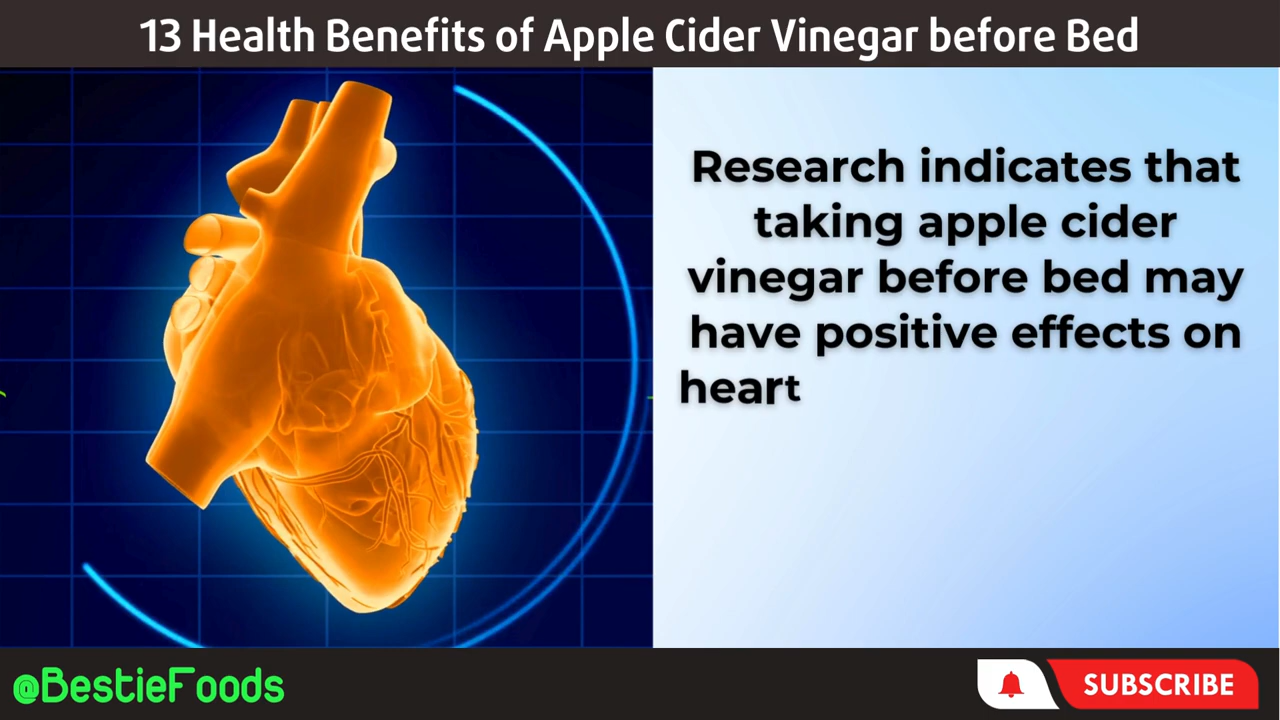 13 Health Benefits of Apple Cider Vinegar before Bed
Research indicates that
taking apple cider
vinegar before bed may
have positive effects on
heart
@BestieFoods
SUBSCRIBE